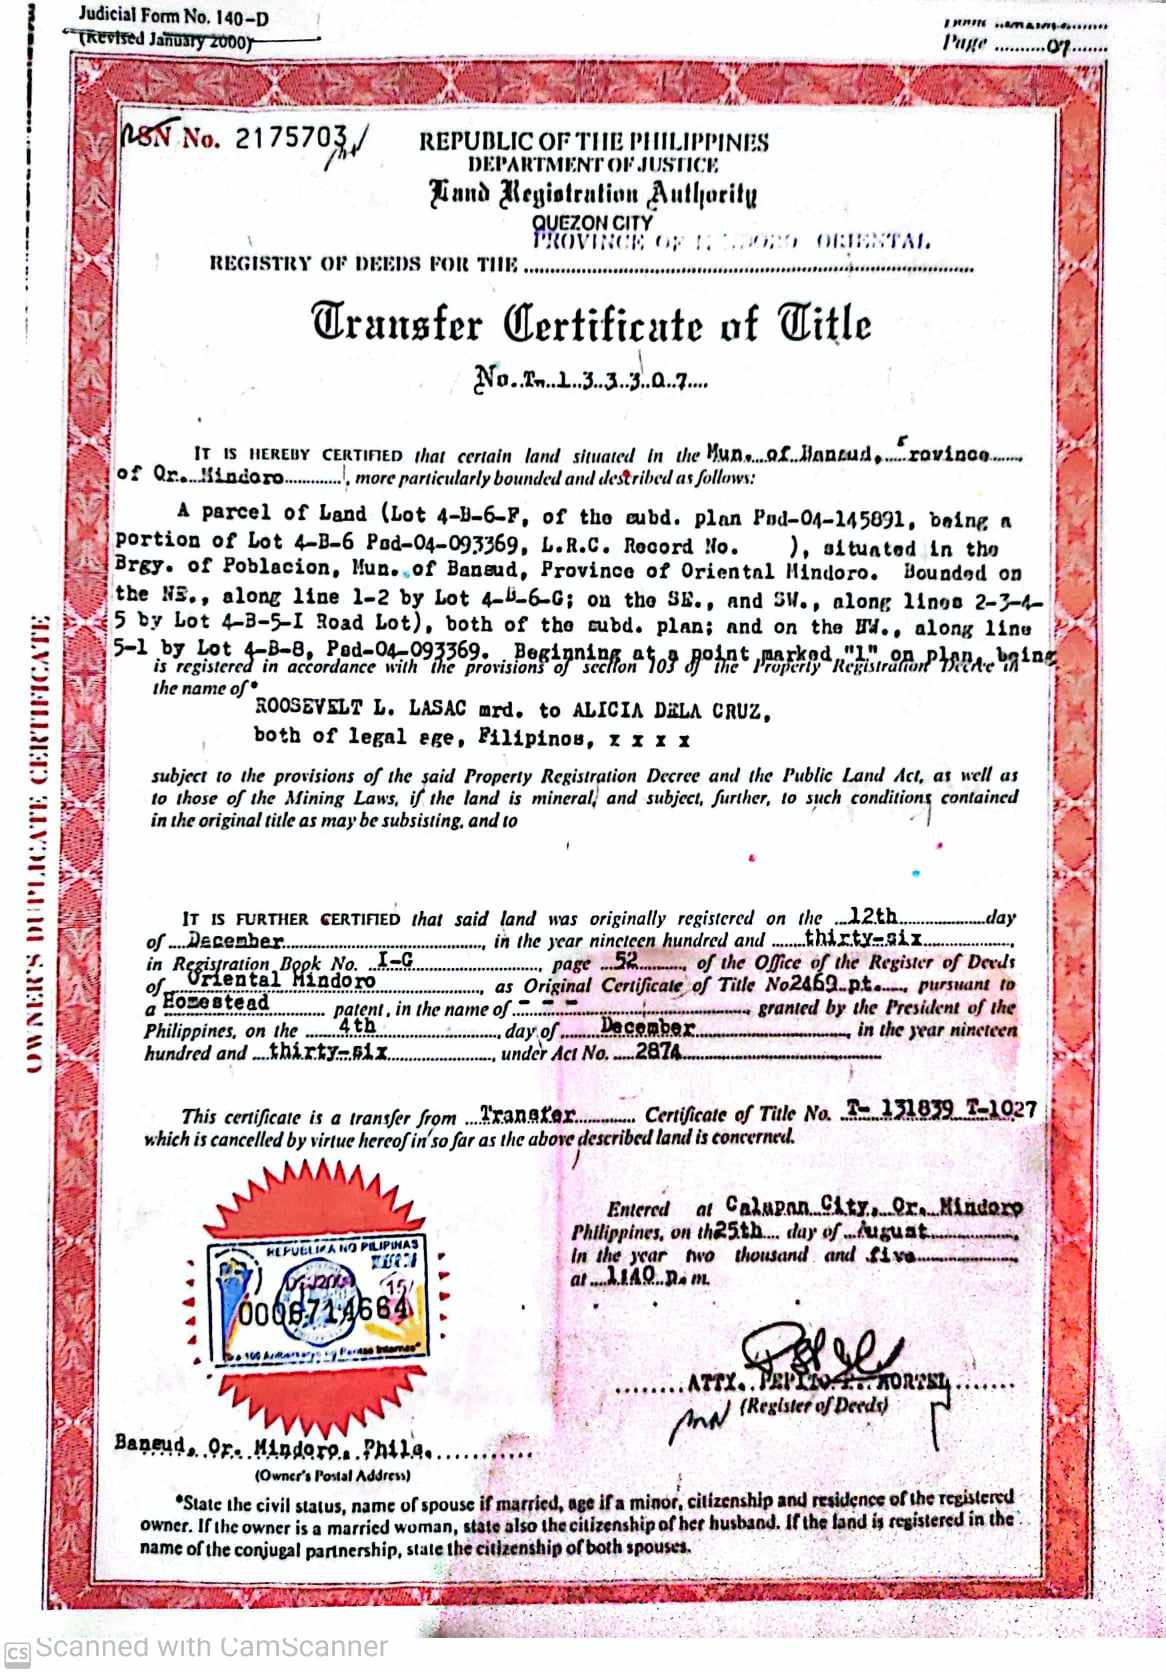 Judicial Form No. 140-D
(Revised January 2000)
Page ..........07.......
SN No. 2175703
REPUBLIC OF THE PHILIPPINES
DEPARTMENT OF JUSTICE
Land Registration Authority
QUEZON CITY
PROVINCE OF MINDORO ORIENTAL
REGISTRY OF DEEDS FOR THE
Transfer Certificate of Title
No. T- 133307
IT IS HEREBY CERTIFIED that certain land situated in the Mun. of Bansud, Province
of Or. Mindoro, more particularly bounded and described as follows:
A parcel of Land (Lot 4-B-6-F, of the subd. plan Psd-04-145891, being a
portion of Lot 4-B-6 Psd-04-093369, L.R.C. Record No. ), situated in the
Brgy. of Poblacion, Mun. of Bansud, Province of Oriental Mindoro. Bounded on
the NE., along line 1-2 by Lot 4-B-6-G; on the SE., and SW., along lines 2-3-4-
5 by Lot 4-B-5-I Road Lot), both of the subd. plan; and on the NW., along line
5-1 by Lot 4-B-8, Psd-04-093369. Beginning at a point marked "1" on plan, being
is registered in accordance with the provisions of section 103 of the Property Registration Decree in
the name of*
ROOSEVELT L. LASAC mrd. to ALICIA DELA CRUZ,
both of legal age, Filipinos, x x x x
subject to the provisions of the said Property Registration Decree and the Public Land Act, as well as
to those of the Mining Laws, if the land is mineral, and subject, further, to such conditions contained
in the original title as may be subsisting, and to
IT IS FURTHER CERTIFIED that said land was originally registered on the 12th day
of December, in the year nineteen hundred and thirty-six,
in Registration Book No. I-G, page 52, of the Office of the Register of Deeds
of Oriental Mindoro, as Original Certificate of Title No 2469 pt., pursuant to
a Homestead patent, in the name of - - - -, granted by the President of the
Philippines, on the 4th, day of December, in the year nineteen
hundred and thirty-six, under Act No. 2874
This certificate is a transfer from Transfer Certificate of Title No. T- 131839 T-1027
which is cancelled by virtue hereof in so far as the above described land is concerned.
Entered at Calapan City, Or. Mindoro
Philippines, on th 25th day of August,
in the year two thousand and five
at 1:40 p.m.
REPUBLIKA NG PILIPINAS
15
0006714664
ATTY. PEPITO
(Register of Deeds)
Bansud, Or. Mindoro, Phils.
(Owner's Postal Address)
*State the civil status, name of spouse if married, age if a minor, citizenship and residence of the registered
owner. If the owner is a married woman, state also the citizenship of her husband. If the land is registered in the
name of the conjugal partnership, state the citizenship of both spouses.
OWNER'S DUPLICATE CERTIFICATE
CS Scanned with CamScanner